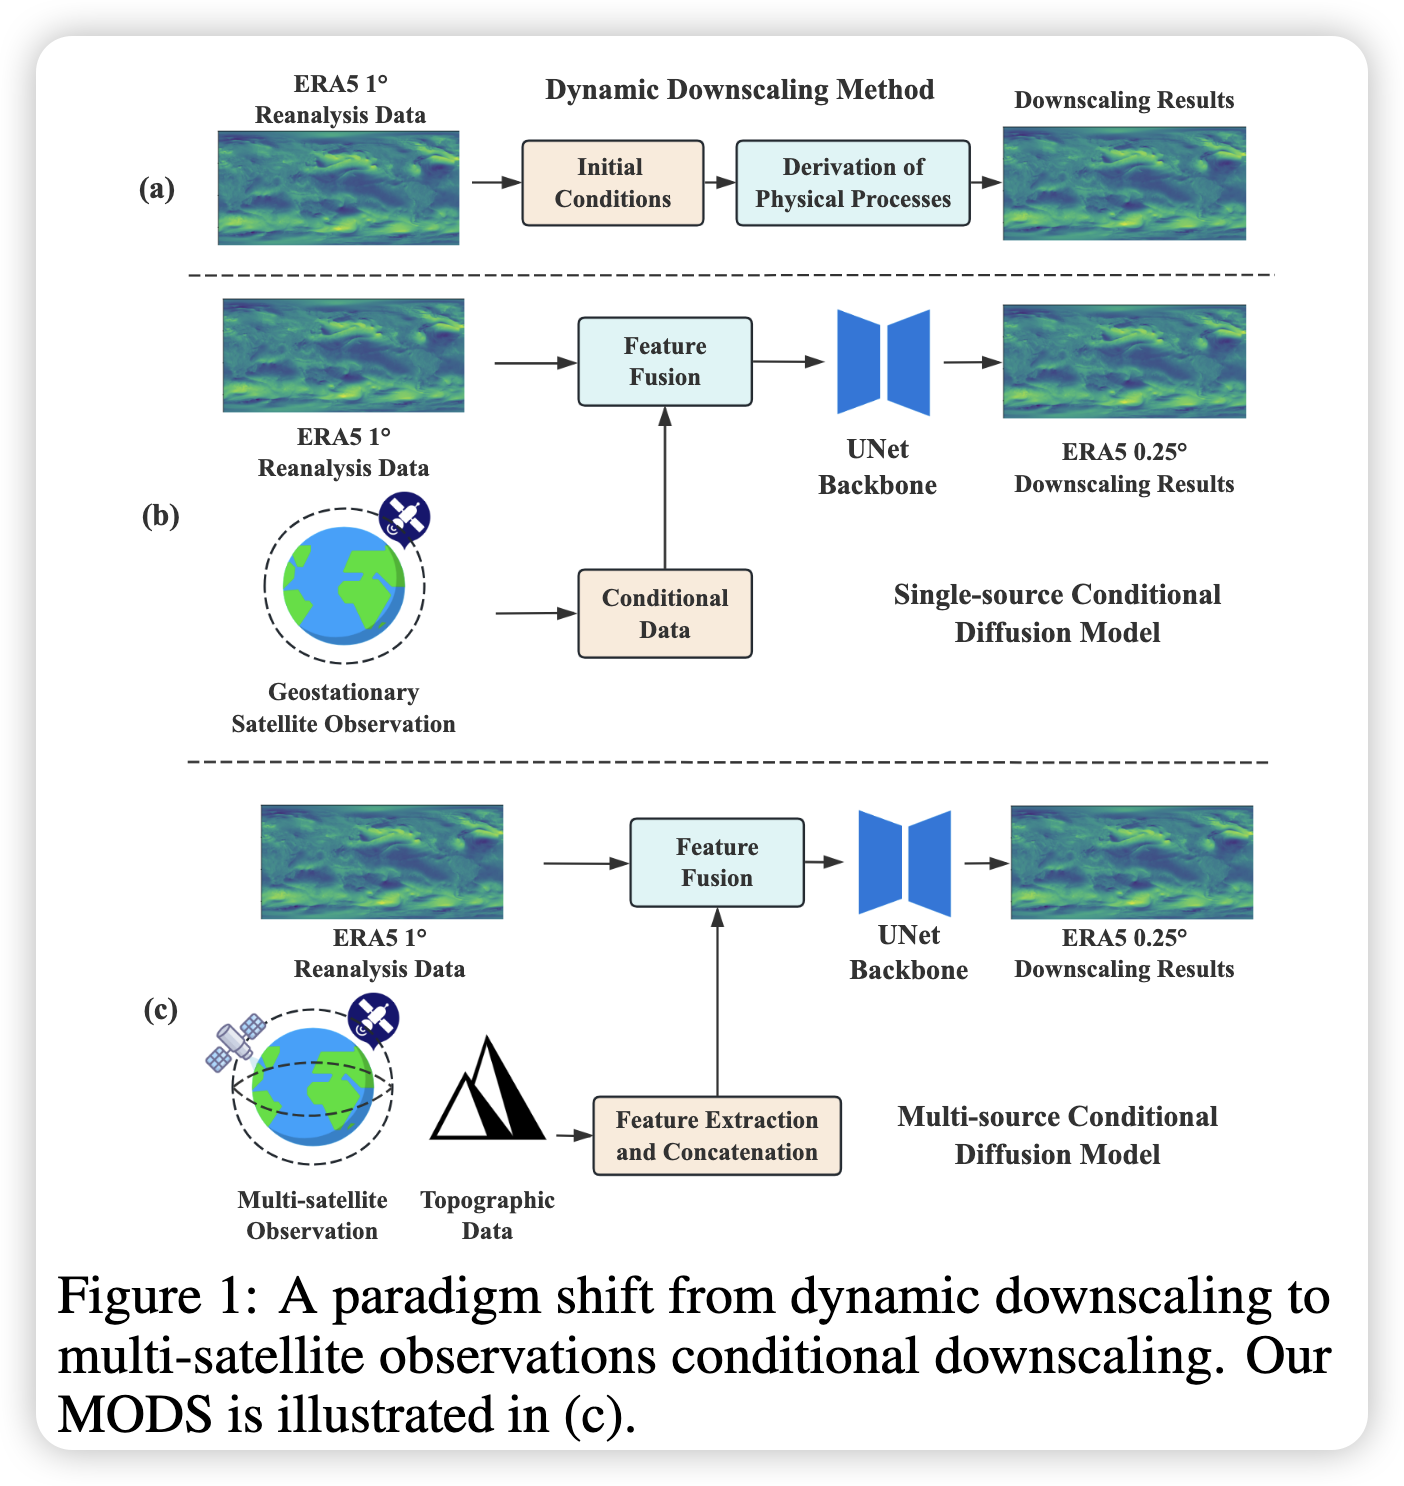 ERA5 1°
Reanalysis Data
Dynamic Downscaling Method
Downscaling Results
(a)
Initial
Conditions
Derivation of
Physical Processes
Feature
Fusion
ERA5 1°
Reanalysis Data
UNet
Backbone
ERA5 0.25°
Downscaling Results
(b)
Conditional
Data
Single-source Conditional
Diffusion Model
Geostationary
Satellite Observation
Feature
Fusion
ERA5 1°
Reanalysis Data
UNet
Backbone
ERA5 0.25°
Downscaling Results
(c)
Feature Extraction
and Concatenation
Multi-source Conditional
Diffusion Model
Multi-satellite
Observation
Topographic
Data
Figure 1: A paradigm shift from dynamic downscaling to
multi-satellite observations conditional downscaling. Our
MODS is illustrated in (c).